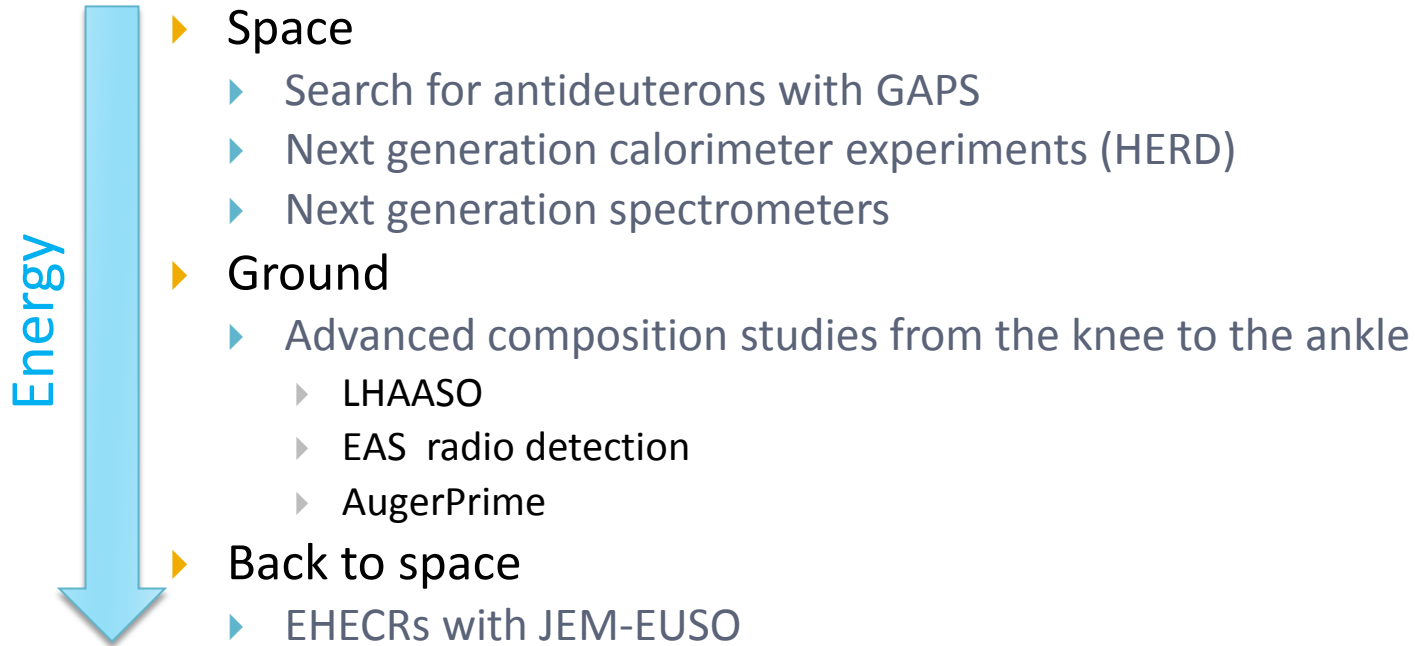 Energy
Space
Search for antideuterons with GAPS
Next generation calorimeter experiments (HERD)
Next generation spectrometers
Ground
Advanced composition studies from the knee to the ankle
LHAASO
EAS radio detection
AugerPrime
Back to space
EHECRs with JEM-EUSO